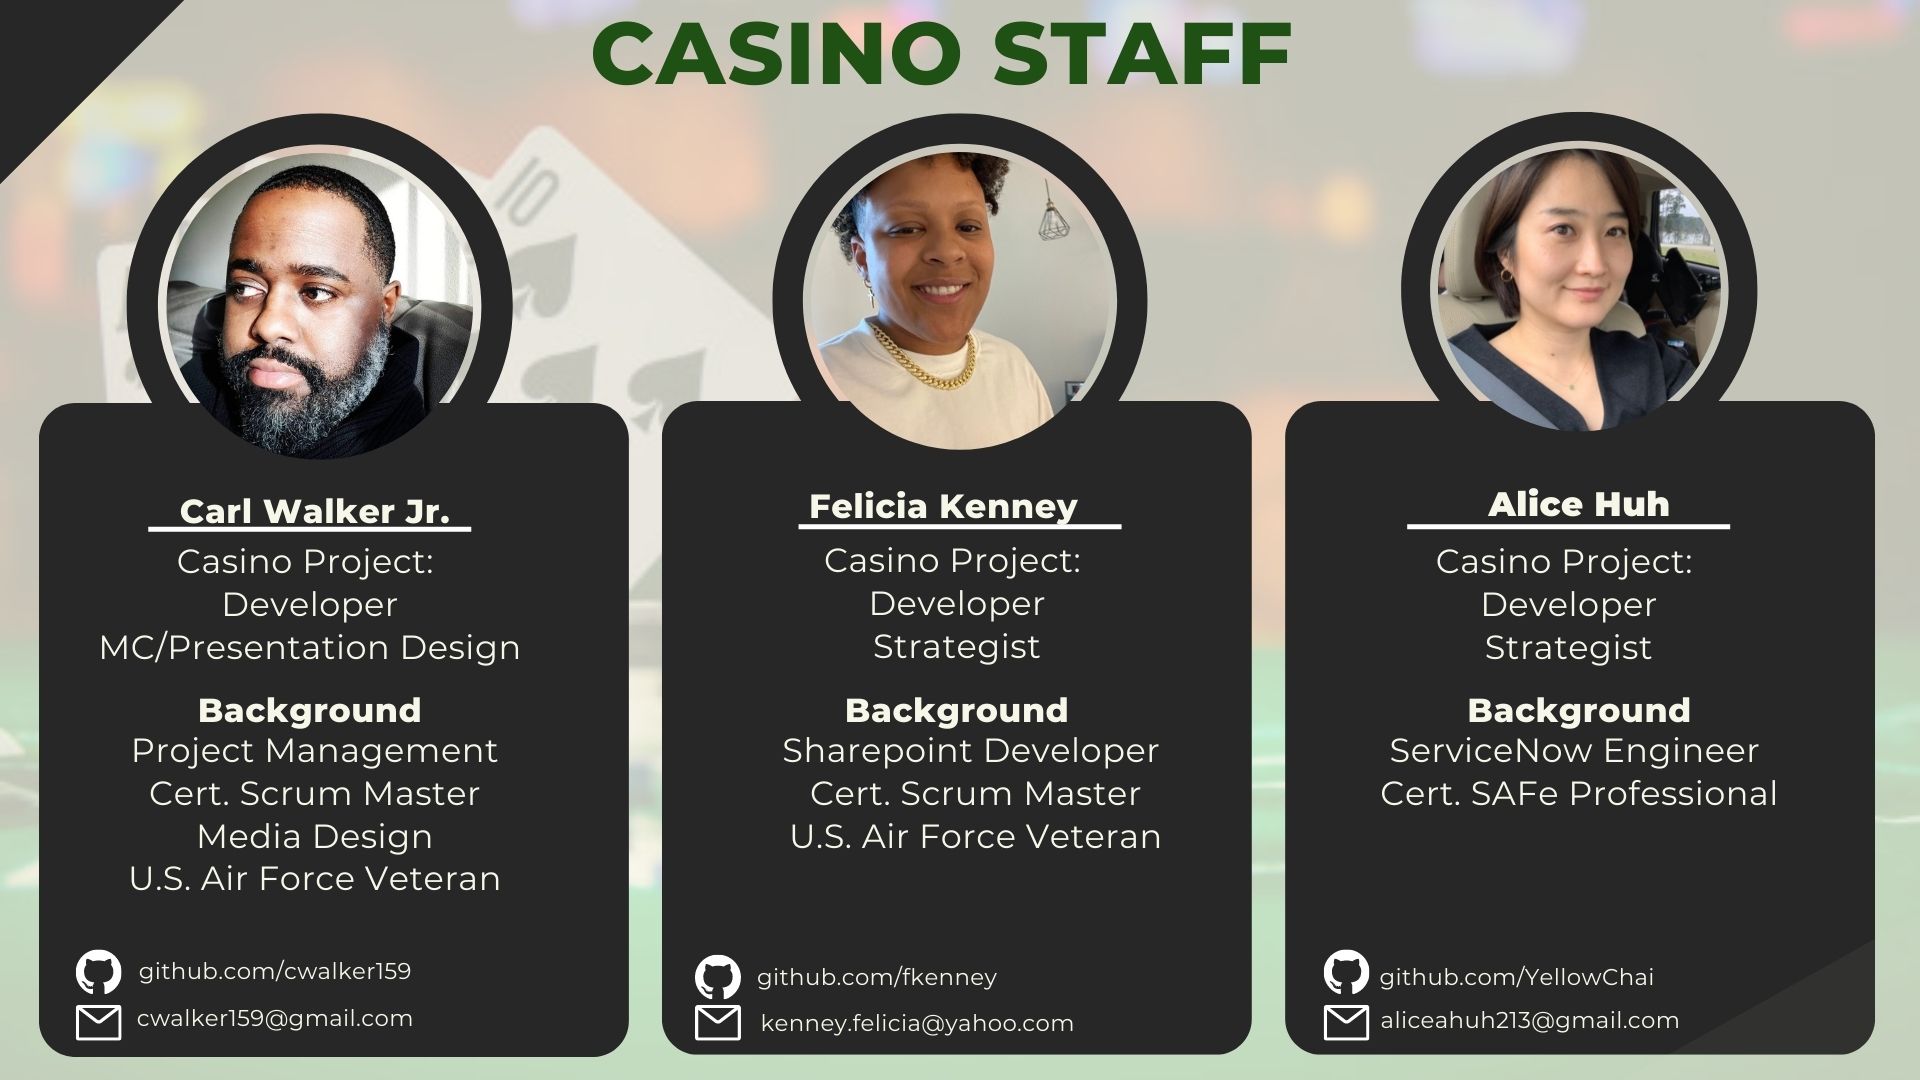 CASINO STAFF
10
Carl Walker Jr.
Casino Project:
Developer
MC/Presentation Design
Background
Project Management
Cert. Scrum Master
Media Design
U.S. Air Force Veteran
github.com/cwalker159
cwalker159@gmail.com
Felicia Kenney
Casino Project:
Developer
Strategist
Background
Sharepoint Developer
Cert. Scrum Master
U.S. Air Force Veteran
github.com/fkenney
kenney.felicia@yahoo.com
Alice Huh
Casino Project:
Developer
Strategist
Background
ServiceNow Engineer
Cert. SAFe Professional
github.com/YellowChai
aliceahuh213@gmail.com